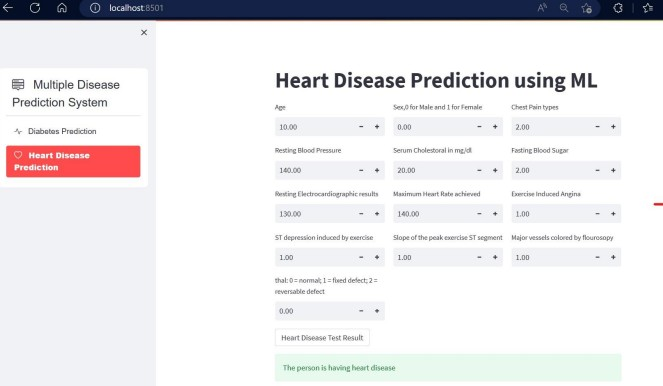 localhost:8501
Multiple Disease
Prediction System
Diabetes Prediction
Heart Disease
Prediction
Heart Disease Prediction using ML
Age
Sex,0 for Male and 1 for Female
Chest Pain types
10.00 - +
0.00 - +
2.00 - +
Resting Blood Pressure
Serum Cholestoral in mg/dl
Fasting Blood Sugar
140.00 - +
20.00 - +
2.00 - +
Resting Electrocardiographic results
Maximum Heart Rate achieved
Exercise Induced Angina
130.00 - +
140.00 - +
1.00 - +
ST depression induced by exercise
Slope of the peak exercise ST segment
Major vessels colored by flourosopy
1.00 - +
1.00 - +
1.00 - +
thal: 0 = normal; 1 = fixed defect; 2 =
reversable defect
0.00 - +
Heart Disease Test Result
The person is having heart disease